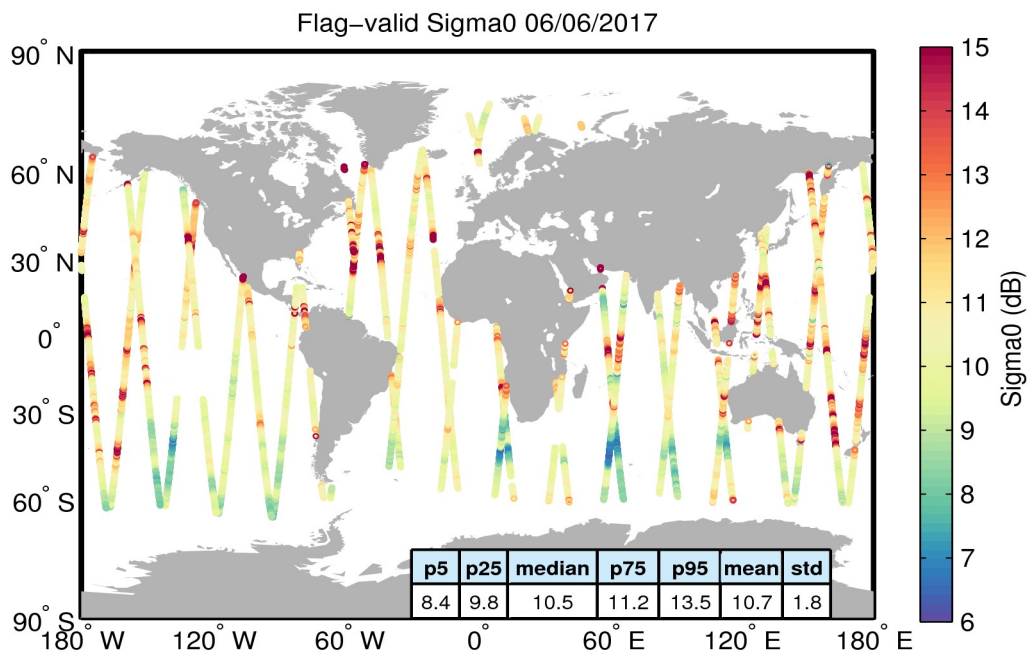 Flag−valid Sigma0 06/06/2017
90° N
60° N
30° N
0°
30° S
60° S
90° S
180° W
120° W
60° W
0°
60° E
120° E
180° E
p5 p25 median p75 p95 mean std
8.4 9.8 10.5 11.2 13.5 10.7 1.8
15
14
13
12
11
10
9
8
7
6
Sigma0 (dB)